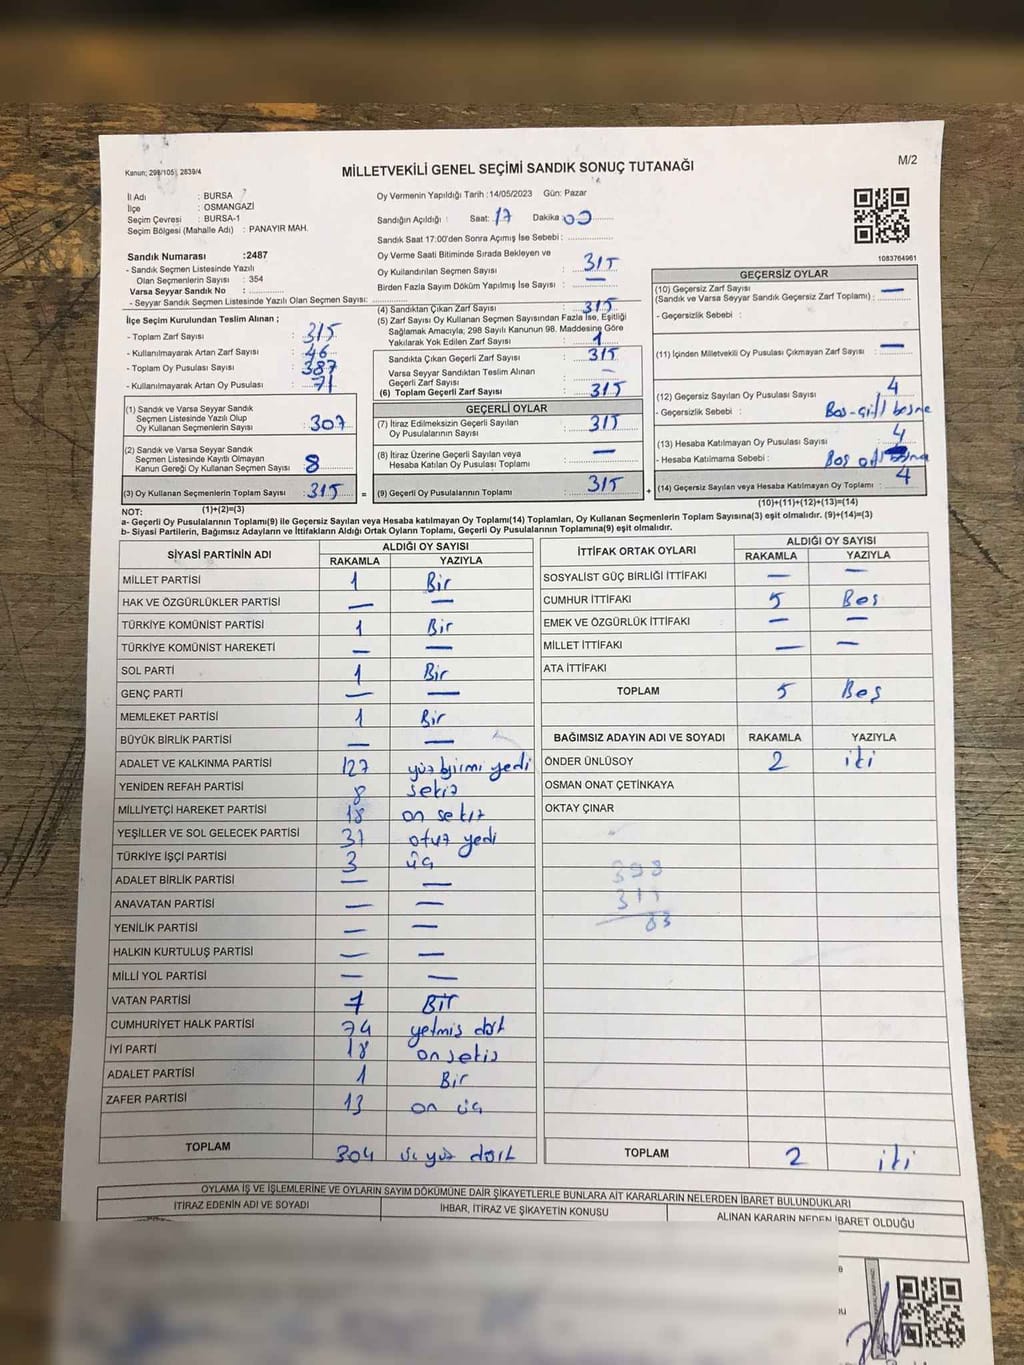 Kanun; 298/105, 2839/4
MİLLETVEKİLİ GENEL SEÇİMİ SANDIK SONUÇ TUTANAĞI
M/2
İl Adı : BURSA
İlçe : OSMANGAZİ
Seçim Çevresi : BURSA-1
Seçim Bölgesi (Mahalle Adı) : PANAYIR MAH.
Oy Vermenin Yapıldığı Tarih :14/05/2023 Gün: Pazar
Sandığın Açıldığı : Saat: 17 Dakika 00
Sandık Saat 17:00'den Sonra Açımış İse Sebebi :
Sandık Numarası :2487
- Sandık Seçmen Listesinde Yazılı
Olan Seçmenlerin Sayısı : 354
Varsa Seyyar Sandık No :
- Seyyar Sandık Seçmen Listesinde Yazılı Olan Seçmen Sayısı:
Oy Verme Saati Bitiminde Sırada Bekleyen ve
Oy Kullandırılan Seçmen Sayısı : 315
Birden Fazla Sayım Döküm Yapılmış İse Sayısı : —
1083764961
İlçe Seçim Kurulundan Teslim Alınan ;
- Toplam Zarf Sayısı : 315
- Kullanılmayarak Artan Zarf Sayısı : 46
- Toplam Oy Pusulası Sayısı : 387
- Kullanılmayarak Artan Oy Pusulası : 71
(1) Sandık ve Varsa Seyyar Sandık
Seçmen Listesinde Yazılı Olup
Oy Kullanan Seçmenlerin Sayısı : 307
(2) Sandık ve Varsa Seyyar Sandık
Seçmen Listesinde Kayıtlı Olmayan
Kanun Gereği Oy Kullanan Seçmen Sayısı : 8
(3) Oy Kullanan Seçmenlerin Toplam Sayısı : 315
(1)+(2)=(3)
(4) Sandıktan Çıkan Zarf Sayısı : 315
(5) Zarf Sayısı Oy Kullanan Seçmen Sayısından Fazla İse, Eşitliği
Sağlamak Amacıyla; 298 Sayılı Kanunun 98. Maddesine Göre
Yakılarak Yok Edilen Zarf Sayısı : 1
Sandıkta Çıkan Geçerli Zarf Sayısı : 315
Varsa Seyyar Sandıktan Teslim Alınan
Geçerli Zarf Sayısı : —
(6) Toplam Geçerli Zarf Sayısı : 315
GEÇERLİ OYLAR
(7) İtiraz Edilmeksizin Geçerli Sayılan
Oy Pusulalarının Sayısı : 315
(8) İtiraz Üzerine Geçerli Sayılan veya
Hesaba Katılan Oy Pusulası Toplamı : —
= (9) Geçerli Oy Pusulalarının Toplamı : 315 +
GEÇERSİZ OYLAR
(10) Geçersiz Zarf Sayısı
(Sandık ve Varsa Seyyar Sandık Geçersiz Zarf Toplamı) : —
- Geçersizlik Sebebi :
(11) İçinden Milletvekili Oy Pusulası Çıkmayan Zarf Sayısı : —
(12) Geçersiz Sayılan Oy Pusulası Sayısı : 4
- Geçersizlik Sebebi :
(13) Hesaba Katılmayan Oy Pusulası Sayısı : 4
- Hesaba Katılmama Sebebi :
(14) Geçersiz Sayılan veya Hesaba Katılmayan Oy Toplamı : 4
(10)+(11)+(12)+(13)=(14)
NOT:
a- Geçerli Oy Pusulalarının Toplamı(9) ile Geçersiz Sayılan veya Hesaba katılmayan Oy Toplamı(14) Toplamları, Oy Kullanan Seçmenlerin Toplam Sayısına(3) eşit olmalıdır. (9)+(14)=(3)
b- Siyasi Partilerin, Bağımsız Adayların ve İttifakların Aldığı Ortak Oyların Toplamı, Geçerli Oy Pusulalarının Toplamına(9) eşit olmalıdır.
SİYASİ PARTİNİN ADI ALDIĞI OY SAYISI
RAKAMLA YAZIYLA
MİLLET PARTİSİ 1 Bir
HAK VE ÖZGÜRLÜKLER PARTİSİ — —
TÜRKİYE KOMÜNİST PARTİSİ 1 Bir
TÜRKİYE KOMÜNİST HAREKETİ — —
SOL PARTİ 1 Bir
GENÇ PARTİ — —
MEMLEKET PARTİSİ 1 Bir
BÜYÜK BİRLİK PARTİSİ — —
ADALET VE KALKINMA PARTİSİ 127 yüz yirmi yedi
YENİDEN REFAH PARTİSİ 8 sekiz
MİLLİYETÇİ HAREKET PARTİSİ 18 on sekiz
YEŞİLLER VE SOL GELECEK PARTİSİ 37 otuz yedi
TÜRKİYE İŞÇİ PARTİSİ 3 üç
ADALET BİRLİK PARTİSİ — —
ANAVATAN PARTİSİ — —
YENİLİK PARTİSİ — —
HALKIN KURTULUŞ PARTİSİ — —
MİLLİ YOL PARTİSİ — —
VATAN PARTİSİ 1 BİR
CUMHURİYET HALK PARTİSİ 74 yetmiş dört
İYİ PARTİ 18 on sekiz
ADALET PARTİSİ 1 Bir
ZAFER PARTİSİ 13 on üç
TOPLAM 304 üç yüz dört
İTTİFAK ORTAK OYLARI ALDIĞI OY SAYISI
RAKAMLA YAZIYLA
SOSYALİST GÜÇ BİRLİĞİ İTTİFAKI — —
CUMHUR İTTİFAKI 5 Beş
EMEK VE ÖZGÜRLÜK İTTİFAKI — —
MİLLET İTTİFAKI — —
ATA İTTİFAKI
TOPLAM 5 Beş
BAĞIMSIZ ADAYIN ADI VE SOYADI RAKAMLA YAZIYLA
ÖNDER ÜNLÜSOY 2 iki
OSMAN ONAT ÇETİNKAYA
OKTAY ÇINAR
311
83
TOPLAM 2 iki
OYLAMA İŞ VE İŞLEMLERİNE VE OYLARIN SAYIM DÖKÜMÜNE DAİR ŞİKAYETLERLE BUNLARA AİT KARARLARIN NELERDEN İBARET BULUNDUKLARI
İTİRAZ EDENİN ADI VE SOYADI İHBAR, İTİRAZ VE ŞİKAYETİN KONUSU ALINAN KARARIN NEDEN İBARET OLDUĞU